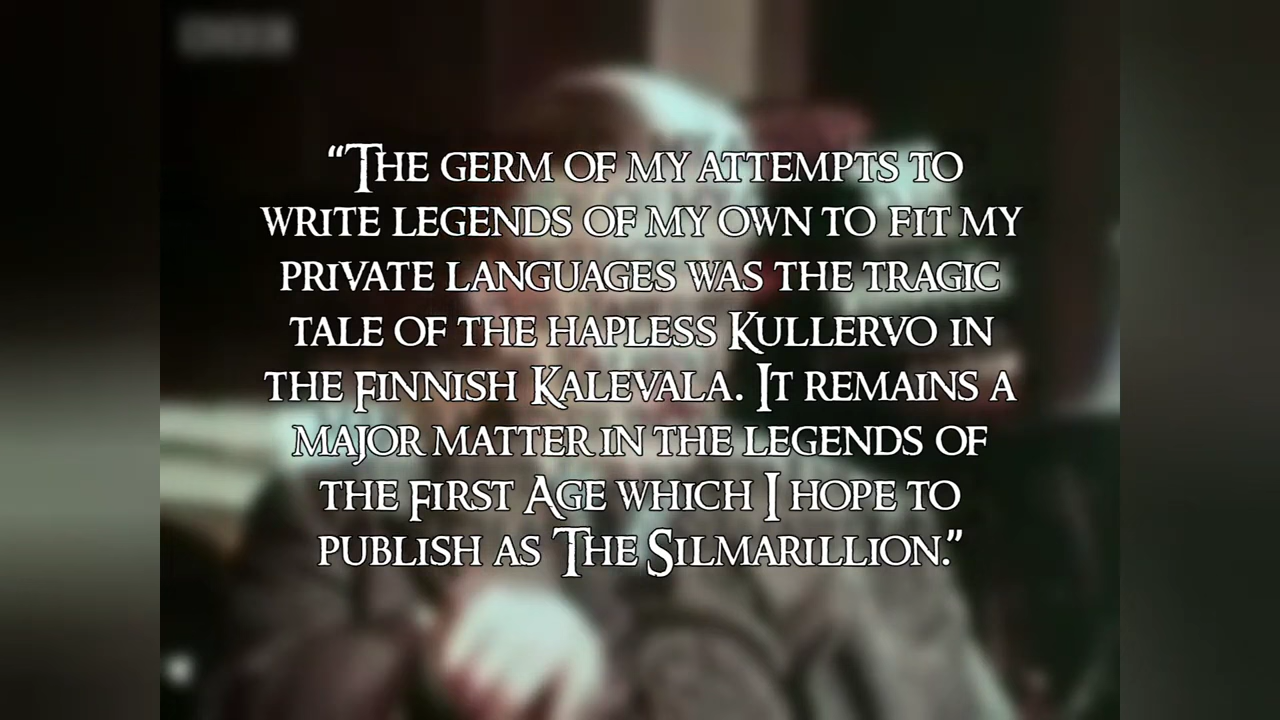 “The germ of my attempts to
write legends of my own to fit my
private languages was the tragic
tale of the hapless Kullervo in
the Finnish Kalevala. It remains a
major matter in the legends of
the First Age which I hope to
publish as The Silmarillion.”